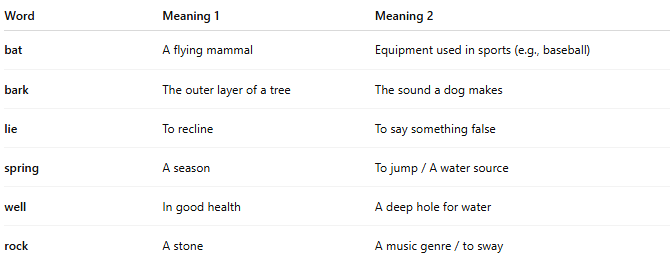 Word Meaning 1 Meaning 2
bat A flying mammal Equipment used in sports (e.g., baseball)
bark The outer layer of a tree The sound a dog makes
lie To recline To say something false
spring A season To jump / A water source
well In good health A deep hole for water
rock A stone A music genre / to sway